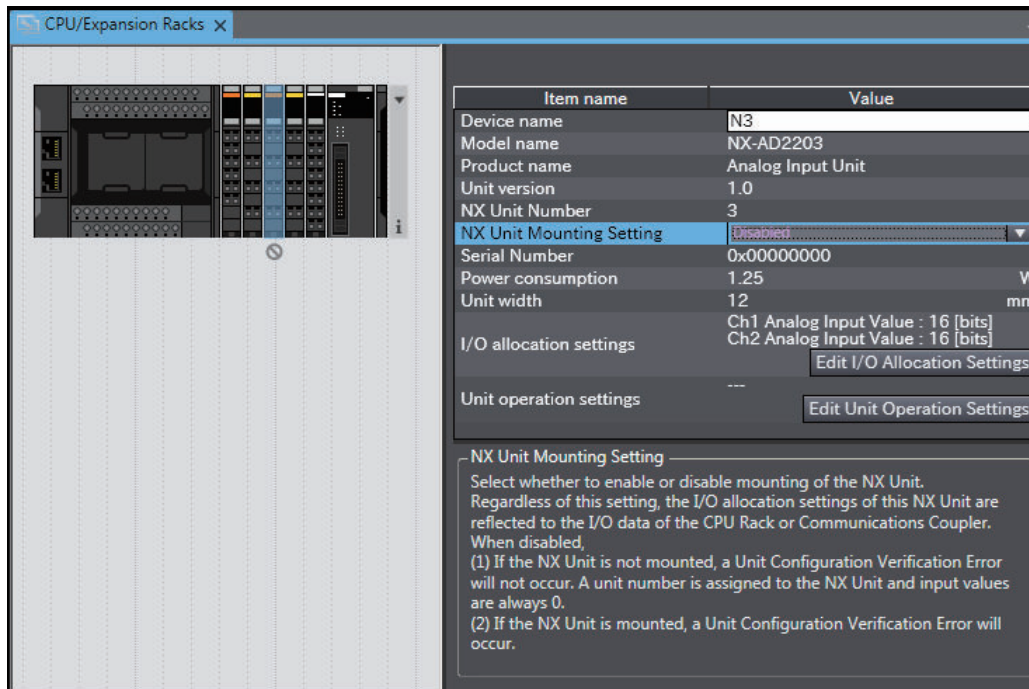 CPU/Expansion Racks
Item name Value
Device name N3
Model name NX-AD2203
Product name Analog Input Unit
Unit version 1.0
NX Unit Number 3
NX Unit Mounting Setting Disabled
Serial Number 0x00000000
Power consumption 1.25 W
Unit width 12 mm
Ch1 Analog Input Value : 16 [bits]
I/O allocation settings Ch2 Analog Input Value : 16 [bits]
Edit I/O Allocation Settings
---
Unit operation settings
Edit Unit Operation Settings
NX Unit Mounting Setting
Select whether to enable or disable mounting of the NX Unit.
Regardless of this setting, the I/O allocation settings of this NX Unit are
reflected to the I/O data of the CPU Rack or Communications Coupler.
When disabled,
(1) If the NX Unit is not mounted, a Unit Configuration Verification Error
will not occur. A unit number is assigned to the NX Unit and input values
are always 0.
(2) If the NX Unit is mounted, a Unit Configuration Verification Error will
occur.